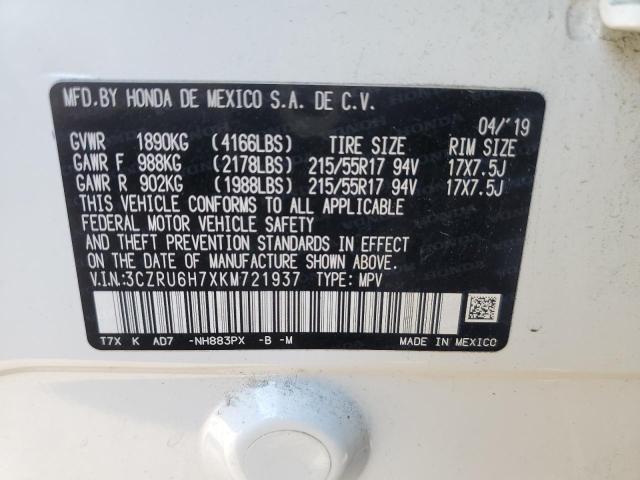 MFD.BY HONDA DE MEXICO S.A. DE C.V.
04/'19
GVWR 1890KG (4166LBS) TIRE SIZE RIM SIZE
GAWR F 988KG (2178LBS) 215/55R17 94V 17X7.5J
GAWR R 902KG (1988LBS) 215/55R17 94V 17X7.5J
THIS VEHICLE CONFORMS TO ALL APPLICABLE
FEDERAL MOTOR VEHICLE SAFETY
AND THEFT PREVENTION STANDARDS IN EFFECT
ON THE DATE OF MANUFACTURE SHOWN ABOVE.
V.I.N.:3CZRU6H7XKM721937 TYPE: MPV
T7X K AD7 -NH883PX -B -M MADE IN MEXICO